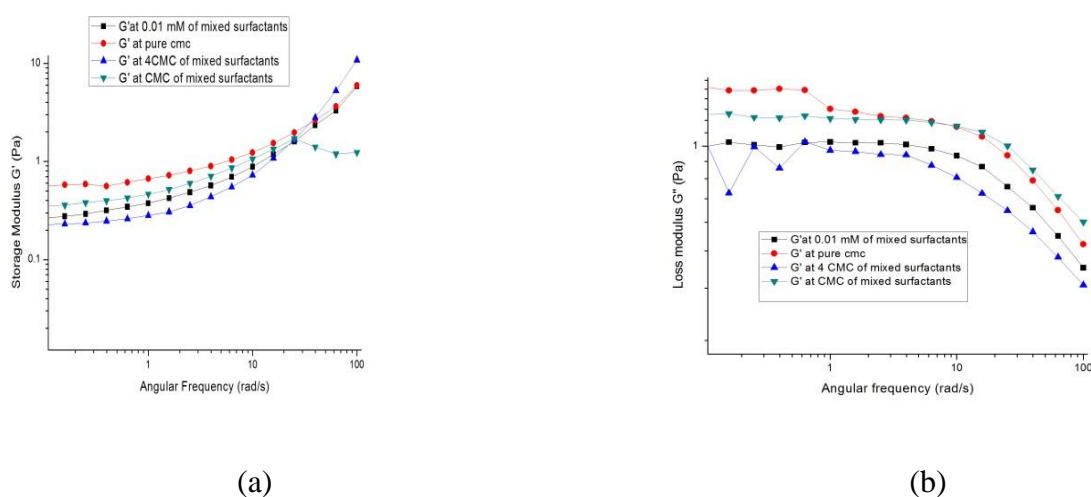 G'at 0.01 mM of mixed surfactants
G' at pure cmc
G' at 4CMC of mixed surfactants
G' at CMC of mixed surfactants
10
1
0.1
Storage Modulus G' (Pa)
1
10
100
Angular Frequency (rad/s)
(a)
1
Loss modulus G" (Pa)
G'at 0.01 mM of mixed surfactants
G' at pure cmc
G' at 4 CMC of mixed surfactants
G' at CMC of mixed surfactants
1
10
100
Angular frequency (rad/s)
(b)